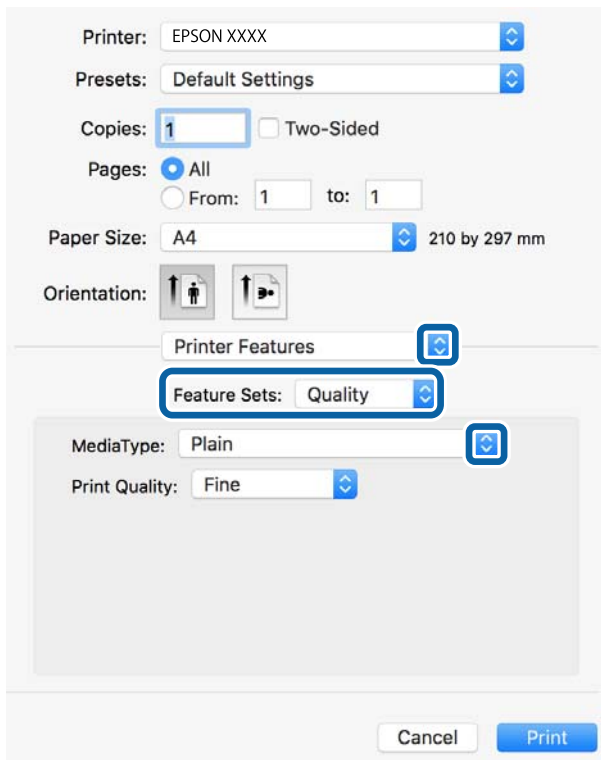 Printer: EPSON XXXX
Presets: Default Settings
Copies: 1 Two-Sided
Pages: All
From: 1 to: 1
Paper Size: A4 210 by 297 mm
Orientation:
Printer Features
Feature Sets: Quality
MediaType: Plain
Print Quality: Fine
Cancel Print